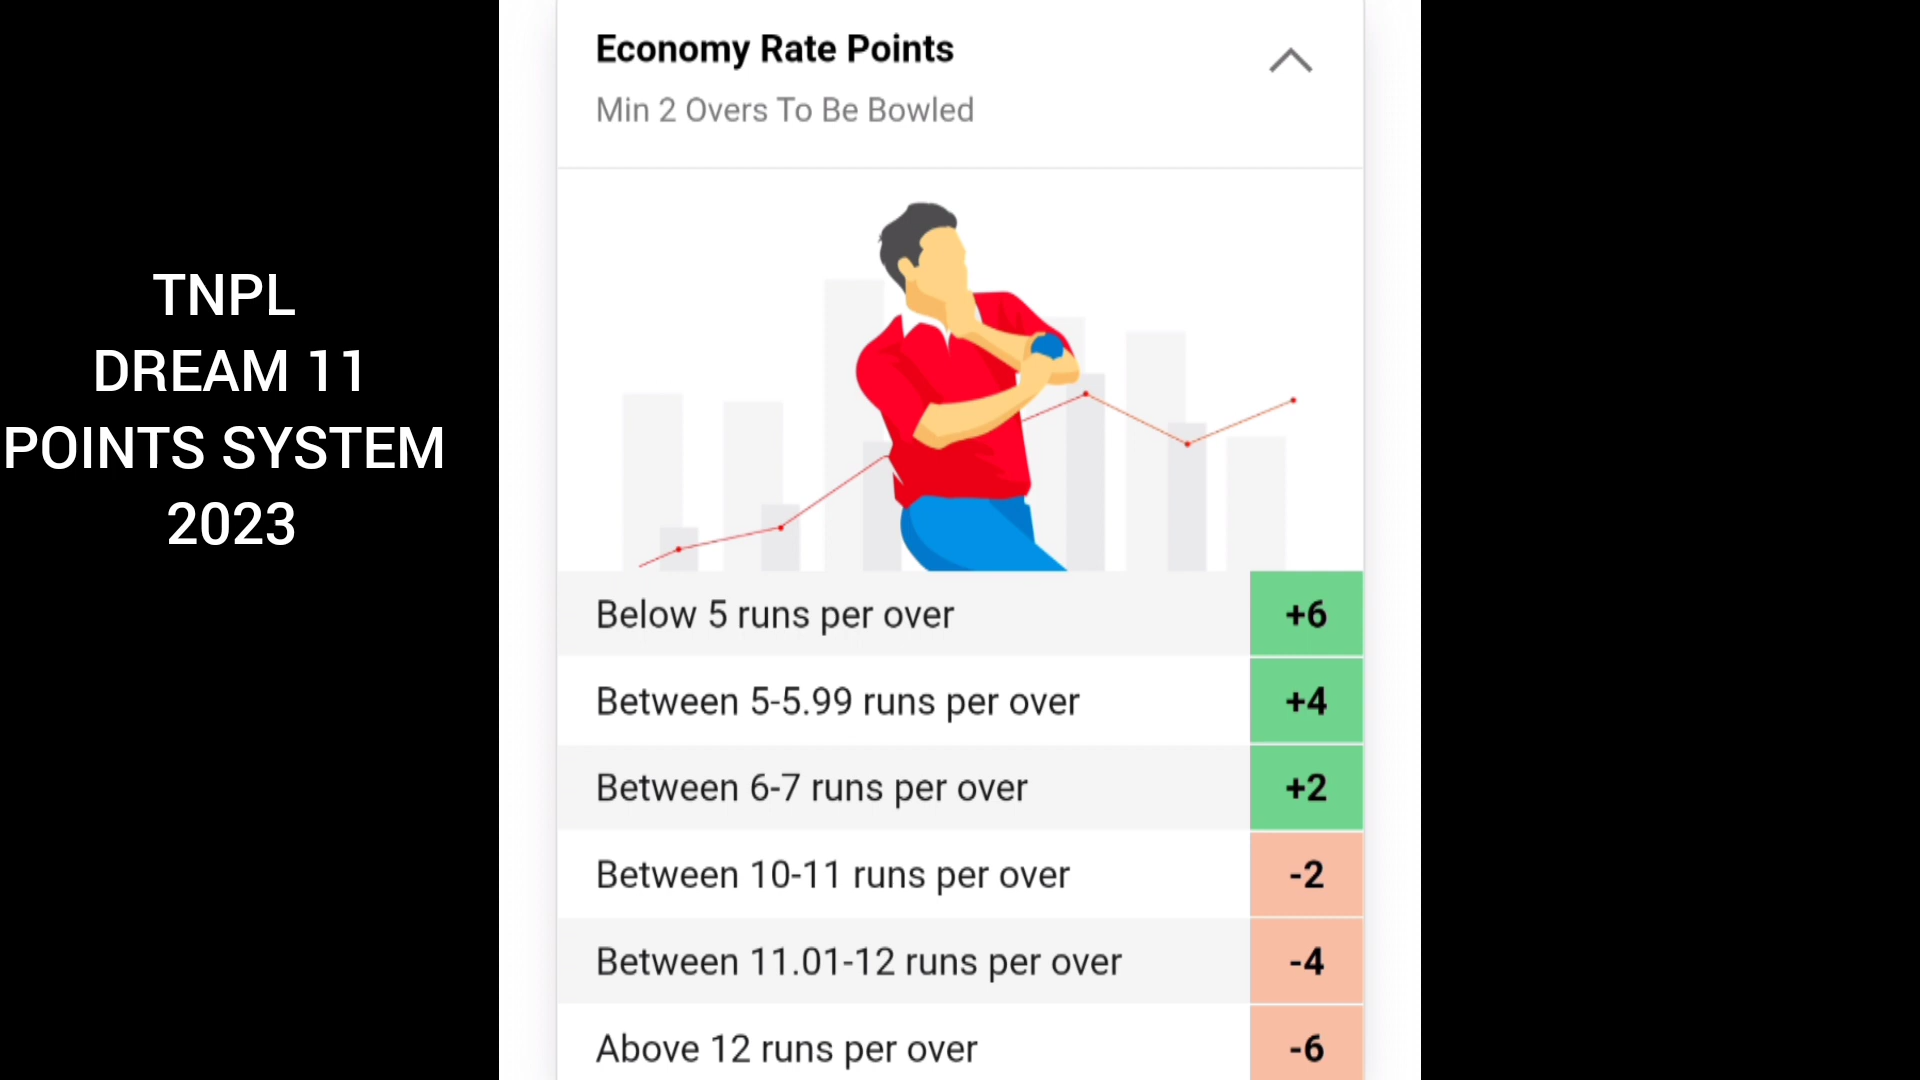 TNPL
DREAM 11
POINTS SYSTEM
2023
Economy Rate Points
Min 2 Overs To Be Bowled
Below 5 runs per over +6
Between 5-5.99 runs per over +4
Between 6-7 runs per over +2
Between 10-11 runs per over -2
Between 11.01-12 runs per over -4
Above 12 runs per over -6